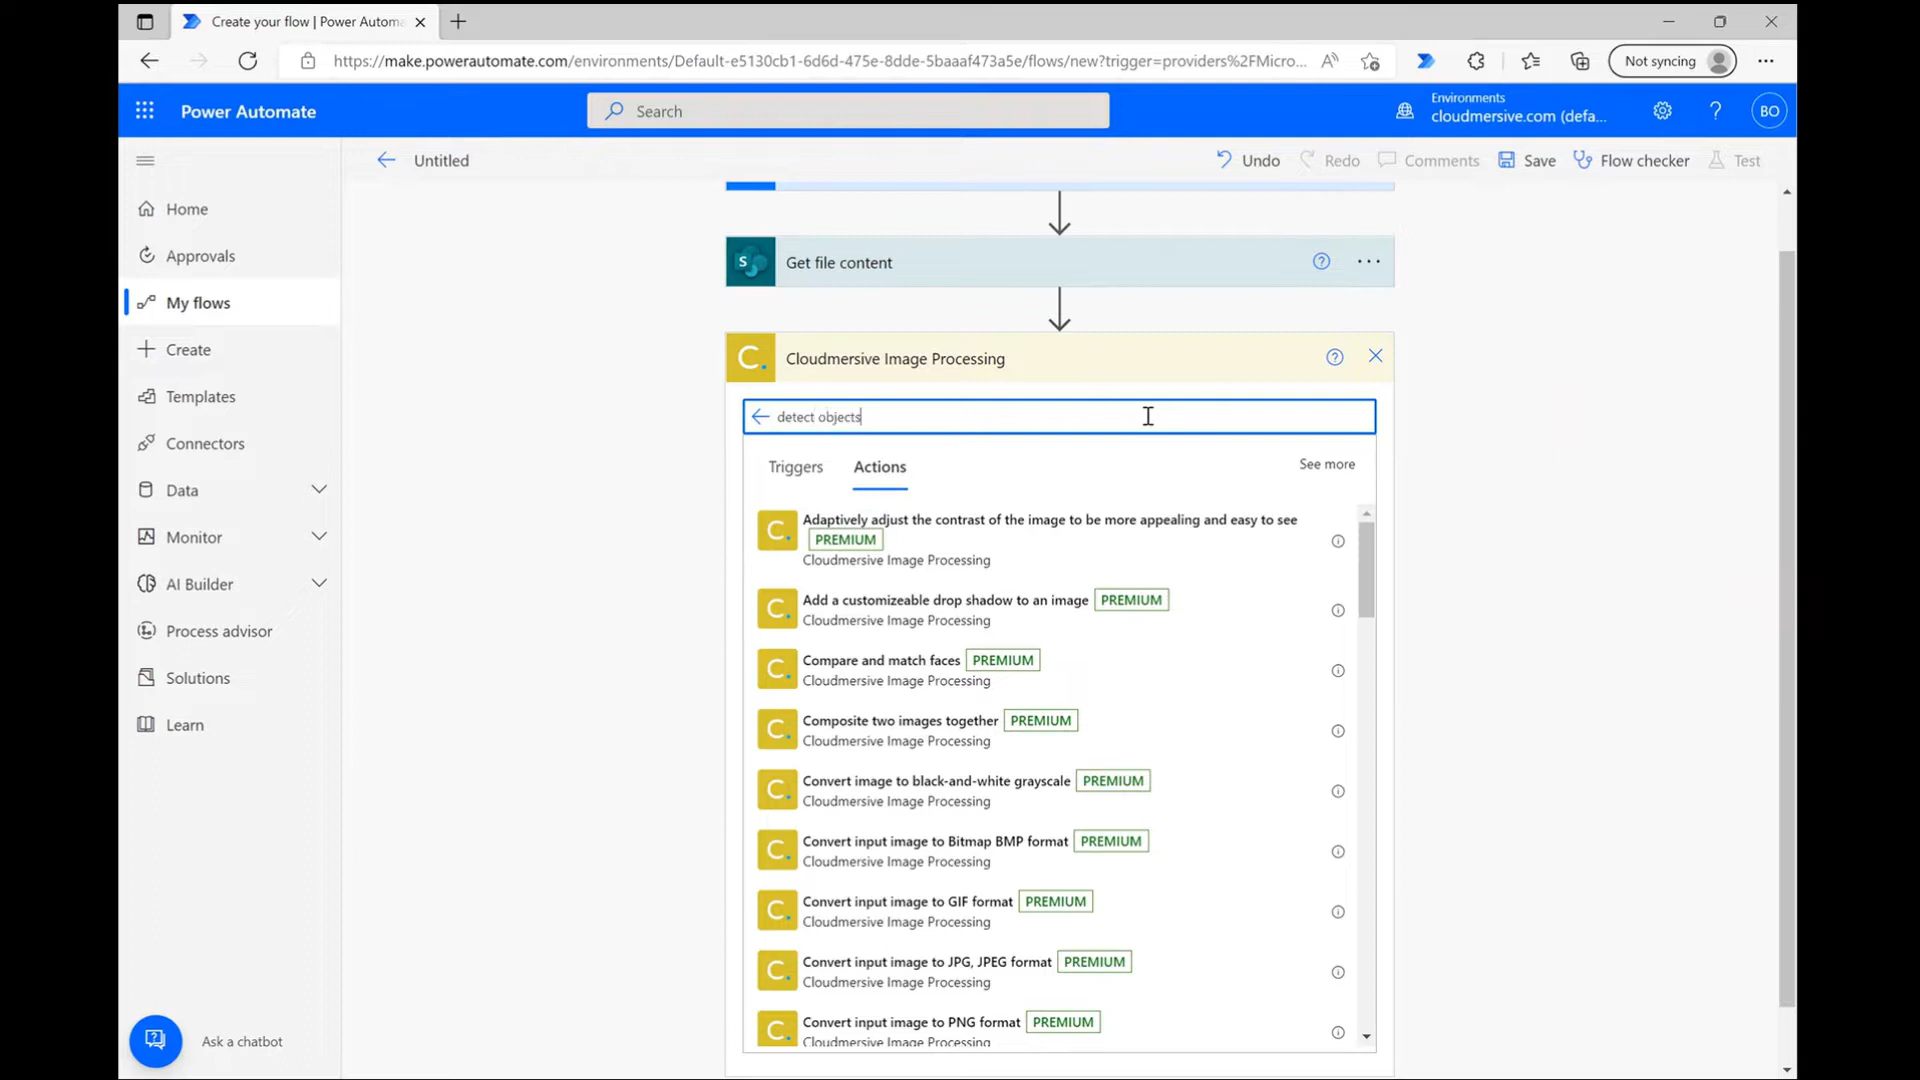 Create your flow | Power Autom
https://make.powerautomate.com/environments/Default-e5130cb1-6d6d-475e-8dde-5baaaf473a5e/flows/new?trigger=providers%2FMicro...
Not syncing
Power Automate
Search
Environments
cloudmersive.com (defa...
BO
Untitled
Undo
Redo
Comments
Save
Flow checker
Test
Home
Approvals
My flows
Create
Templates
Connectors
Data
Monitor
AI Builder
Process advisor
Solutions
Learn
Ask a chatbot
S
Get file content
C.
Cloudmersive Image Processing
detect objects
Triggers
Actions
See more
C.
Adaptively adjust the contrast of the image to be more appealing and easy to see
PREMIUM
Cloudmersive Image Processing
C.
Add a customizeable drop shadow to an image PREMIUM
Cloudmersive Image Processing
C.
Compare and match faces PREMIUM
Cloudmersive Image Processing
C.
Composite two images together PREMIUM
Cloudmersive Image Processing
C.
Convert image to black-and-white grayscale PREMIUM
Cloudmersive Image Processing
C.
Convert input image to Bitmap BMP format PREMIUM
Cloudmersive Image Processing
C.
Convert input image to GIF format PREMIUM
Cloudmersive Image Processing
C.
Convert input image to JPG, JPEG format PREMIUM
Cloudmersive Image Processing
C.
Convert input image to PNG format PREMIUM
Cloudmersive Image Processing